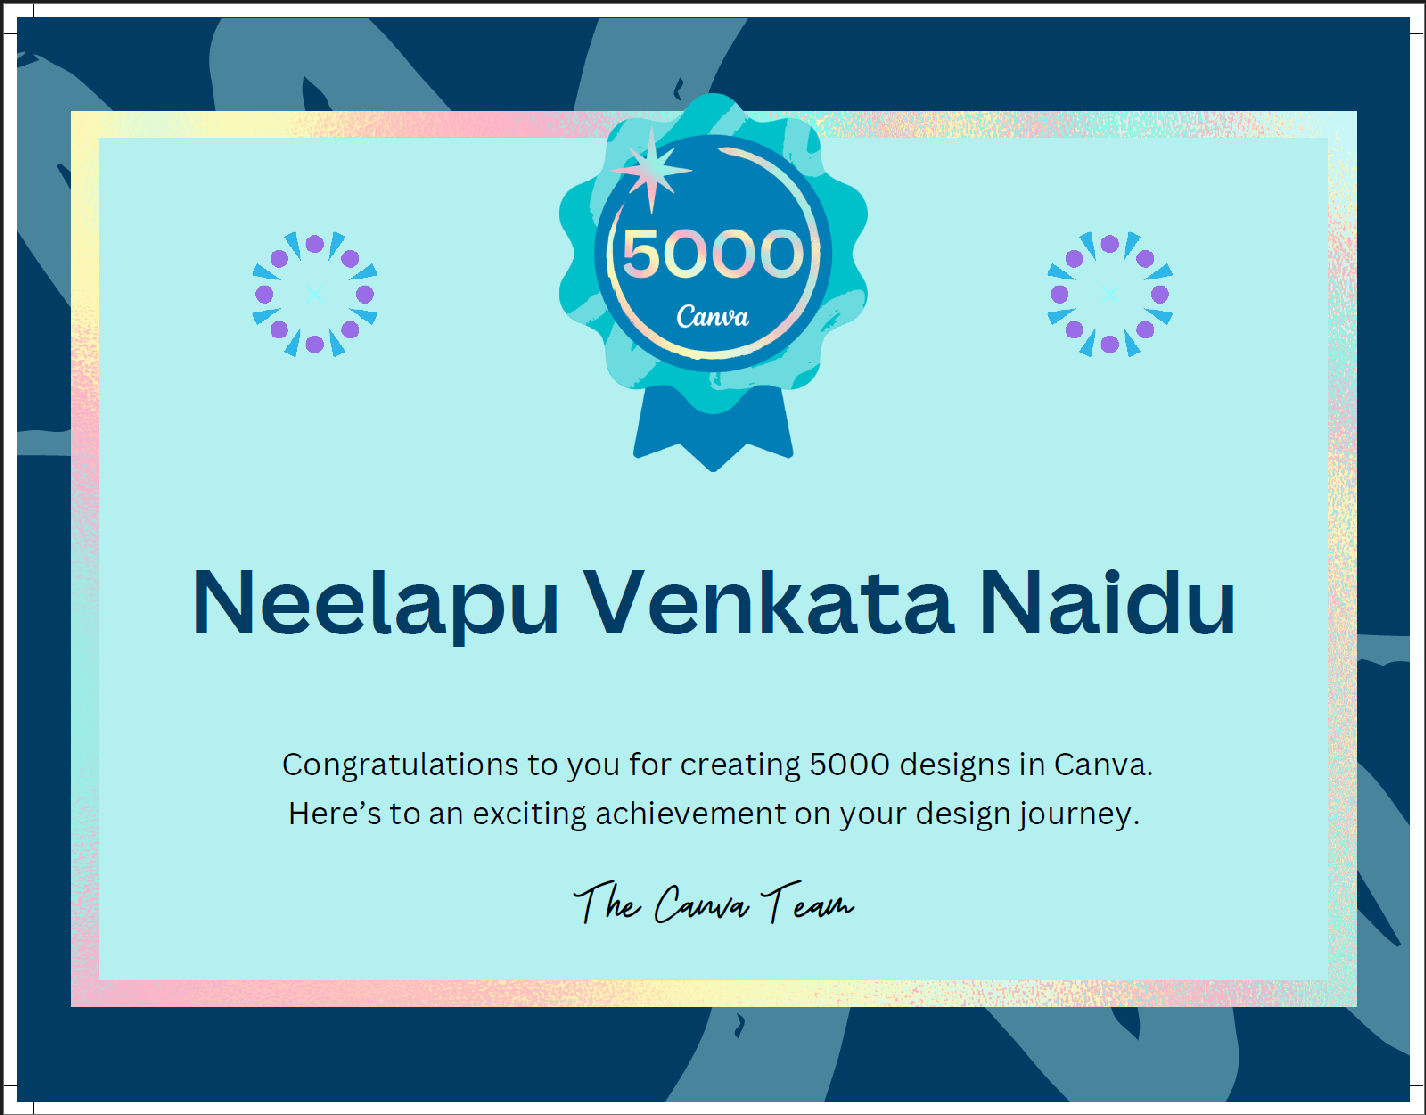 5000
Canva
Neelapu Venkata Naidu
Congratulations to you for creating 5000 designs in Canva.
Here’s to an exciting achievement on your design journey.
The Canva Team